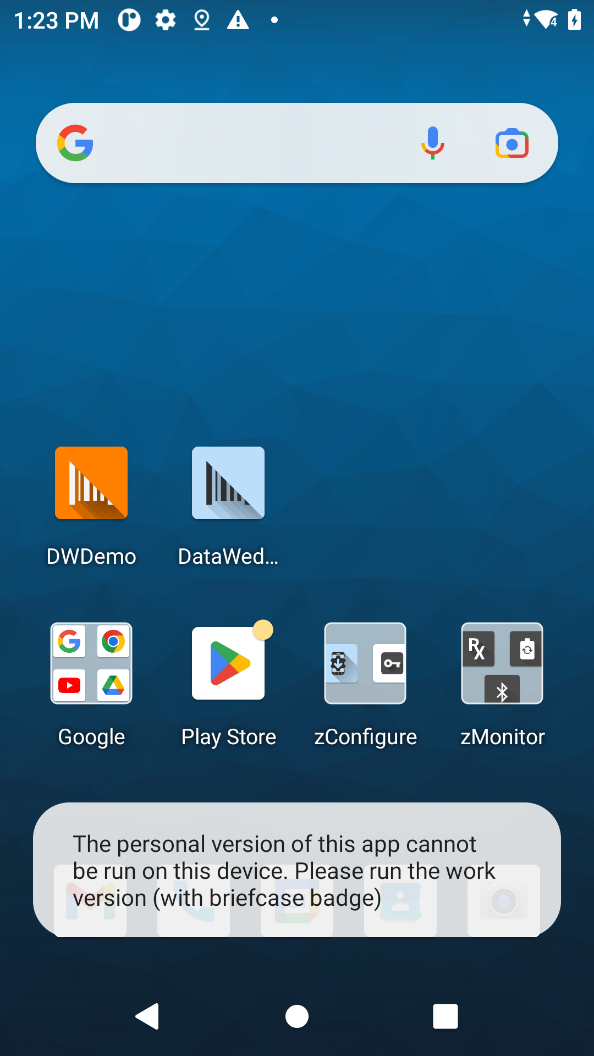 1:23 PM
4
DWDemo DataWed...
Google Play Store zConfigure zMonitor
The personal version of this app cannot
be run on this device. Please run the work
version (with briefcase badge)